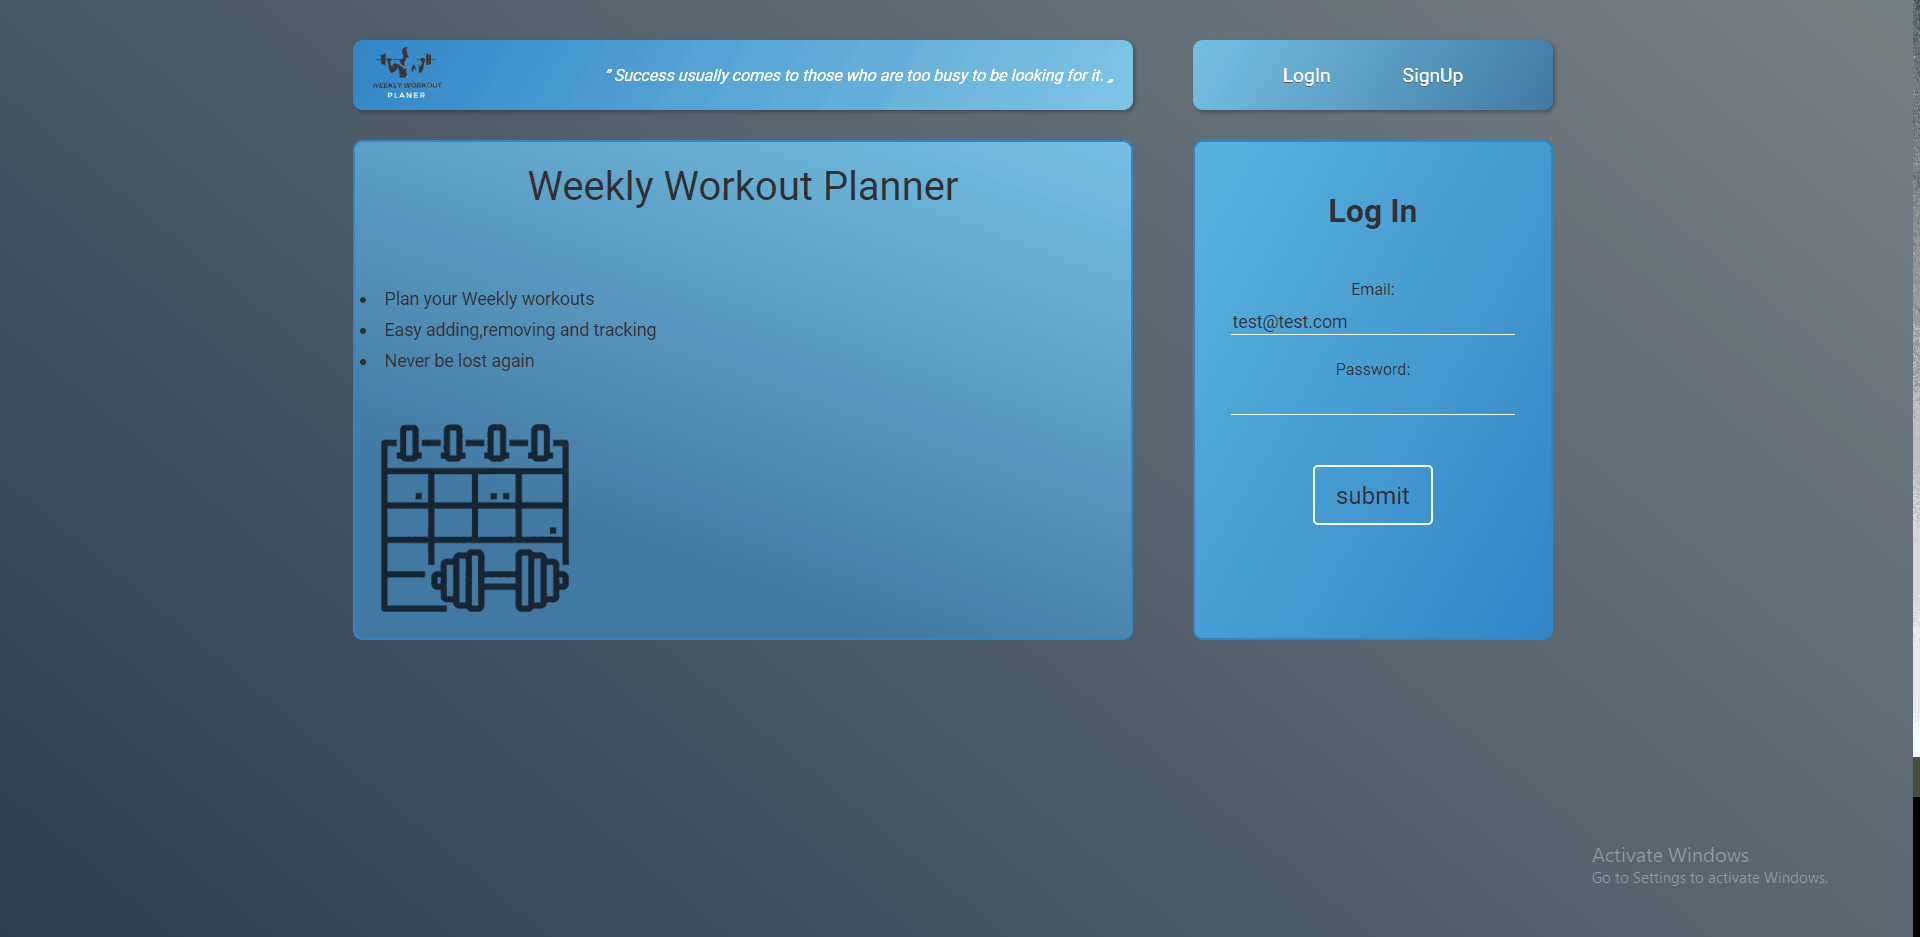 WEEKLY WORKOUT
PLANER
” Success usually comes to those who are too busy to be looking for it. „
LogIn
SignUp
Weekly Workout Planner
Plan your Weekly workouts
Easy adding,removing and tracking
Never be lost again
Log In
Email:
test@test.com
Password:
submit
Activate Windows
Go to Settings to activate Windows.